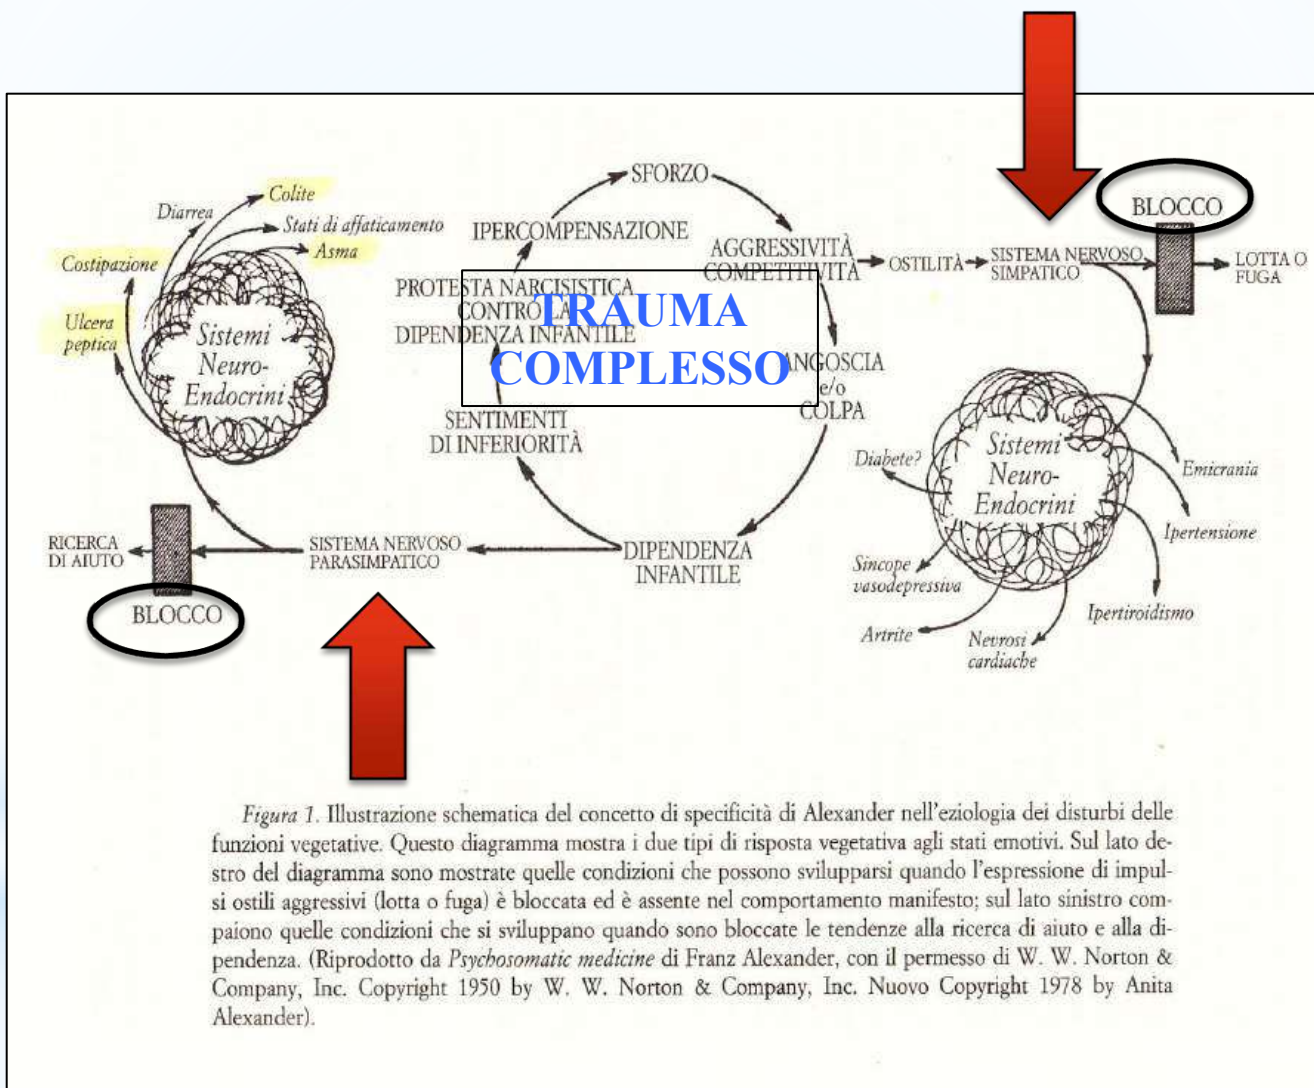 SFORZO
IPERCOMPENSAZIONE
PROTESTA NARCISISTICA
CONTRO LA
DIPENDENZA INFANTILE
SENTIMENTI
DI INFERIORITÀ
AGGRESSIVITÀ
COMPETITIVITÀ
ANGOSCIA
e/o
COLPA
DIPENDENZA
INFANTILE
TRAUMA
COMPLESSO
OSTILITÀ
SISTEMA NERVOSO
SIMPATICO
BLOCCO
LOTTA O
FUGA
Sistemi
Neuro-
Endocrini
Emicrania
Ipertensione
Ipertiroidismo
Nevrosi
cardiache
Artrite
Sincope
vasodepressiva
Diabete?
SISTEMA NERVOSO
PARASIMPATICO
BLOCCO
RICERCA
DI AIUTO
Sistemi
Neuro-
Endocrini
Ulcera
peptica
Costipazione
Diarrea
Colite
Stati di affaticamento
Asma
Figura 1. Illustrazione schematica del concetto di specificità di Alexander nell'eziologia dei disturbi delle
funzioni vegetative. Questo diagramma mostra i due tipi di risposta vegetativa agli stati emotivi. Sul lato de-
stro del diagramma sono mostrate quelle condizioni che possono svilupparsi quando l'espressione di impul-
si ostili aggressivi (lotta o fuga) è bloccata ed è assente nel comportamento manifesto; sul lato sinistro com-
paiono quelle condizioni che si sviluppano quando sono bloccate le tendenze alla ricerca di aiuto e alla di-
pendenza. (Riprodotto da Psychosomatic medicine di Franz Alexander, con il permesso di W. W. Norton &
Company, Inc. Copyright 1950 by W. W. Norton & Company, Inc. Nuovo Copyright 1978 by Anita
Alexander).